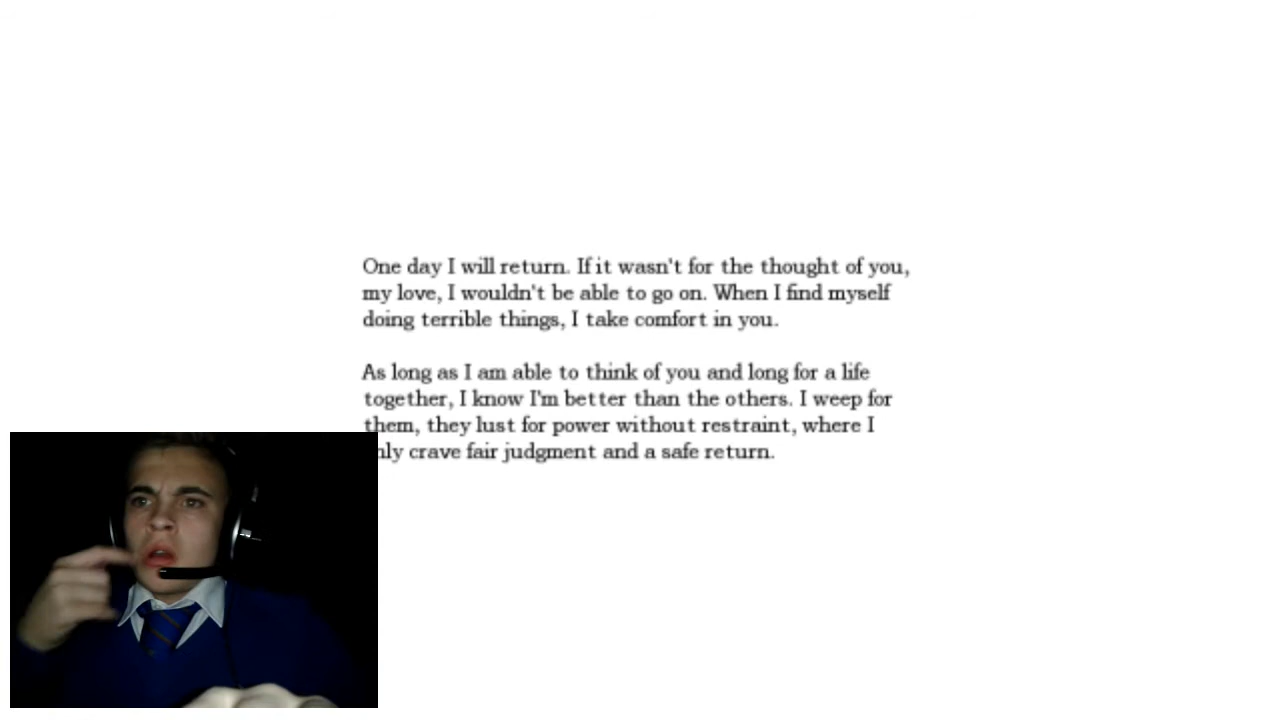 One day I will return. If it wasn't for the thought of you,
my love, I wouldn't be able to go on. When I find myself
doing terrible things, I take comfort in you.
As long as I am able to think of you and long for a life
together, I know I'm better than the others. I weep for
them, they lust for power without restraint, where I
crave fair judgment and a safe return.